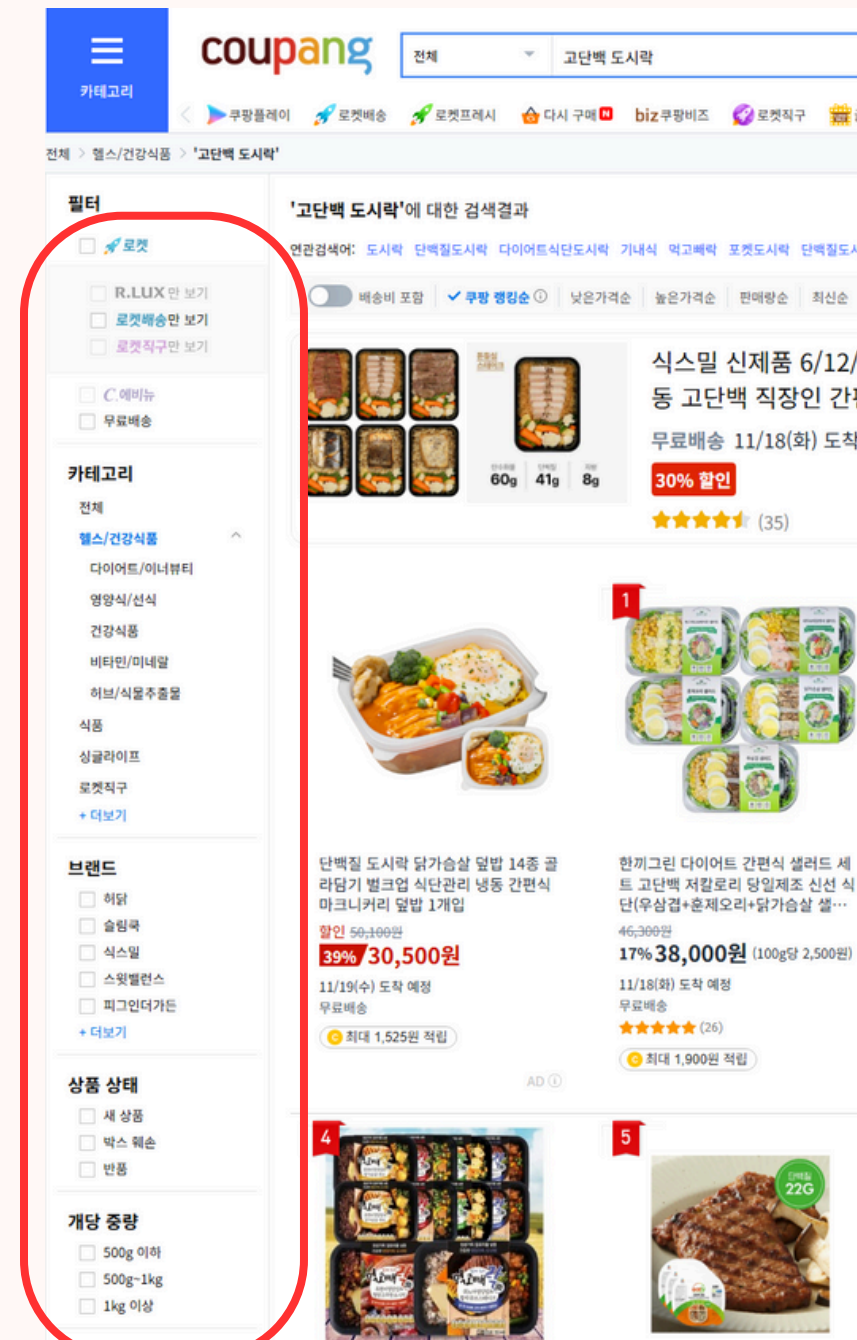 coupang
전체
고단백 도시락
카테고리
쿠팡플레이
로켓배송
로켓프레시
다시 구매 N
biz 쿠팡비즈
로켓직구
전체 > 헬스/건강식품 > '고단백 도시락'
필터
로켓
R.LUX 만 보기
로켓배송만 보기
로켓직구만 보기
C.에비뉴
무료배송
카테고리
전체
헬스/건강식품
다이어트/이너뷰티
영양식/선식
건강식품
비타민/미네랄
허브/식물추출물
식품
싱글라이프
로켓직구
+ 더보기
브랜드
허닭
슬림쿡
식스밀
스윗밸런스
피그인더가든
+ 더보기
상품 상태
새 상품
박스 훼손
반품
개당 중량
500g 이하
500g~1kg
1kg 이상
'고단백 도시락'에 대한 검색결과
연관검색어: 도시락 단백질도시락 다이어트식단도시락 기내식 먹고빼락 포켓도시락 단백질도시
배송비 포함
쿠팡 랭킹순
낮은가격순
높은가격순
판매량순
최신순
탄수화물 단백질 지방
60g 41g 8g
식스밀 신제품 6/12/
동 고단백 직장인 간편
무료배송 11/18(화) 도착
30% 할인
(35)
단백질 도시락 닭가슴살 덮밥 14종 골
라담기 벌크업 식단관리 냉동 간편식
마크니커리 덮밥 1개입
할인 50,100원
39% 30,500원
11/19(수) 도착 예정
무료배송
최대 1,525원 적립
AD
1
한끼그린 다이어트 간편식 샐러드 세
트 고단백 저칼로리 당일제조 신선 식
단(우삼겹+훈제오리+닭가슴살 샐…
46,300원
17% 38,000원 (100g당 2,500원)
11/18(화) 도착 예정
무료배송
(26)
최대 1,900원 적립
4
5
단백질
22G